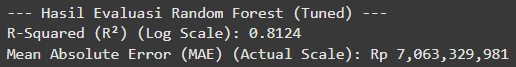 --- Hasil Evaluasi Random Forest (Tuned) ---
R-Squared (R²) (Log Scale): 0.8124
Mean Absolute Error (MAE) (Actual Scale): Rp 7,063,329,981